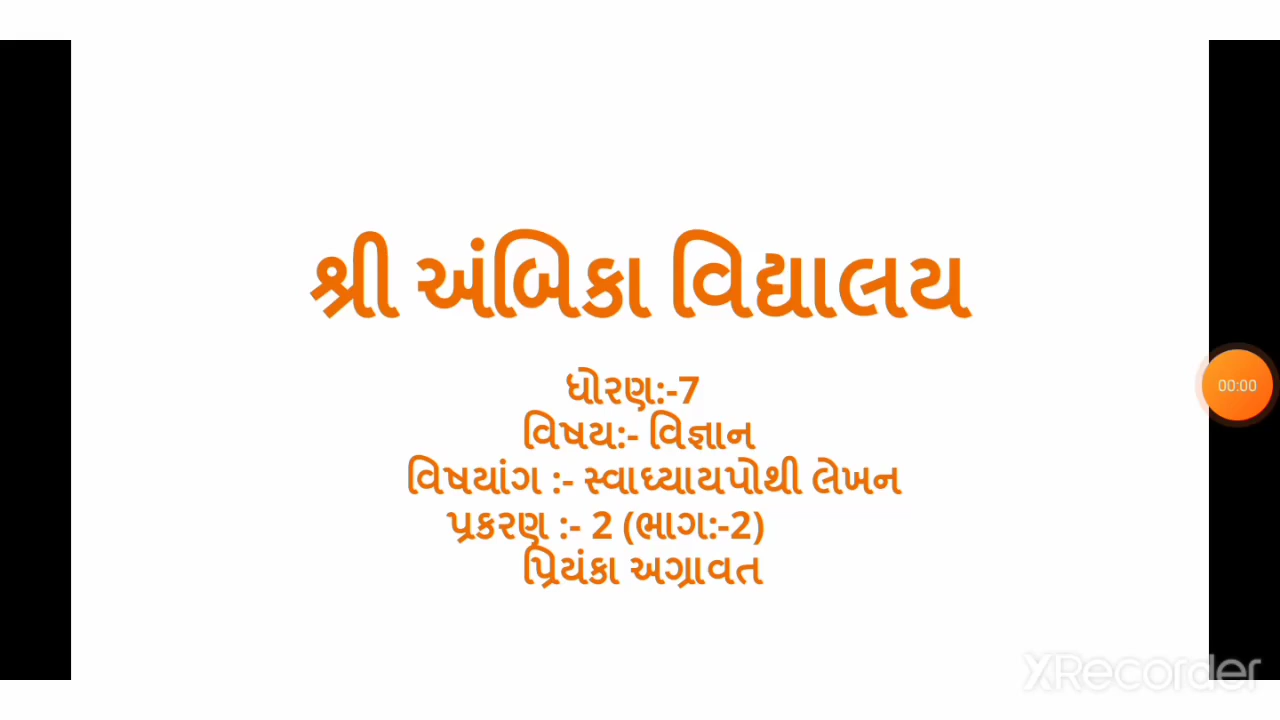 શ્રી અંબિકા વિદ્યાલય
ધોરણ:-7
વિષય:- વિજ્ઞાન
વિષયાંગ :- સ્વાધ્યાયપોથી લેખન
પ્રકરણ :- 2 (ભાગ:-2)
પ્રિયંકા અગ્રાવત
00:00
XRecorder